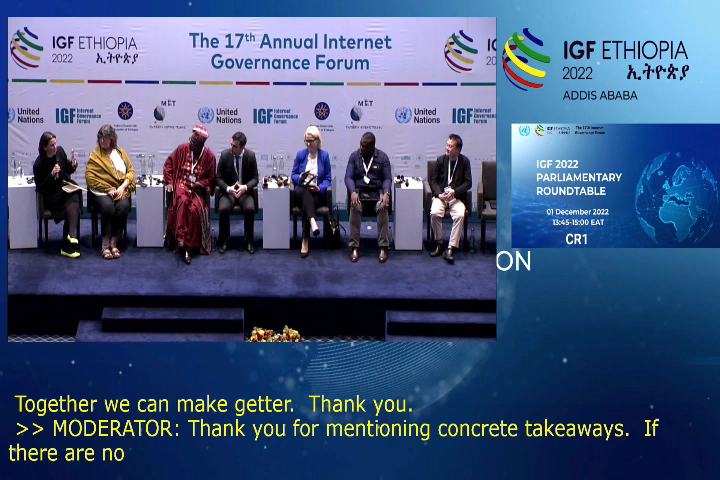 IGF ETHIOPIA
2022 ኢትዮጵያ
The 17th Annual Internet
Governance Forum
IGF ETHIOPIA
2022 ኢትዮጵያ
ADDIS ABABA
United
Nations
IGF Internet
Governance
Forum
United
Nations
IGF Internet
Governance
Forum
United
Nations
IGF Internet
Governance
Forum
IGF 2022
PARLIAMENTARY
ROUNDTABLE
01 December 2022
13:45-15:00 EAT
CR1
ON
Together we can make getter.  Thank you.
>> MODERATOR: Thank you for mentioning concrete takeaways.  If
there are no